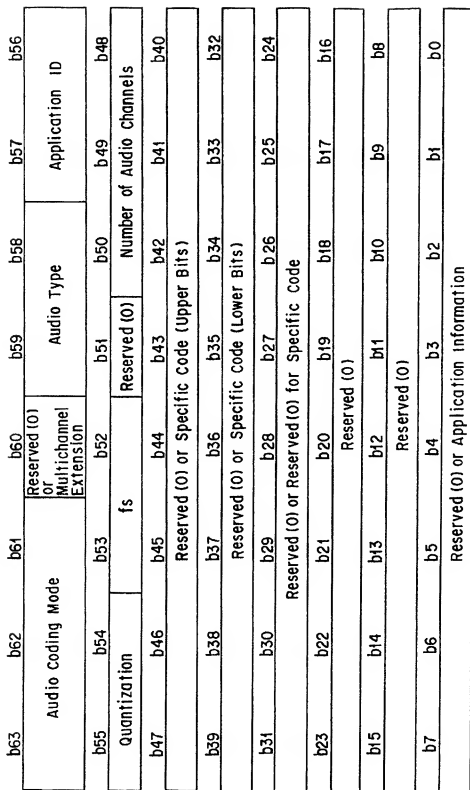 b63 b62 b61 b60 b59 b58 b57 b56
Audio Coding Mode
Reserved (0)
or
Multichannel
Extension
Audio Type
Application ID
b55 b54 b53 b52 b51 b50 b49 b48
Quantization
fs
Reserved (0)
Number of Audio Channels
b47 b46 b45 b44 b43 b42 b41 b40
Reserved (0) or Specific Code (Upper Bits)
b39 b38 b37 b36 b35 b34 b33 b32
Reserved (0) or Specific Code (Lower Bits)
b31 b30 b29 b28 b27 b26 b25 b24
Reserved (0) or Reserved (0) for Specific Code
b23 b22 b21 b20 b19 b18 b17 b16
Reserved (0)
b15 b14 b13 b12 b11 b10 b9 b8
Reserved (0)
b7 b6 b5 b4 b3 b2 b1 b0
Reserved (0) or Application Information